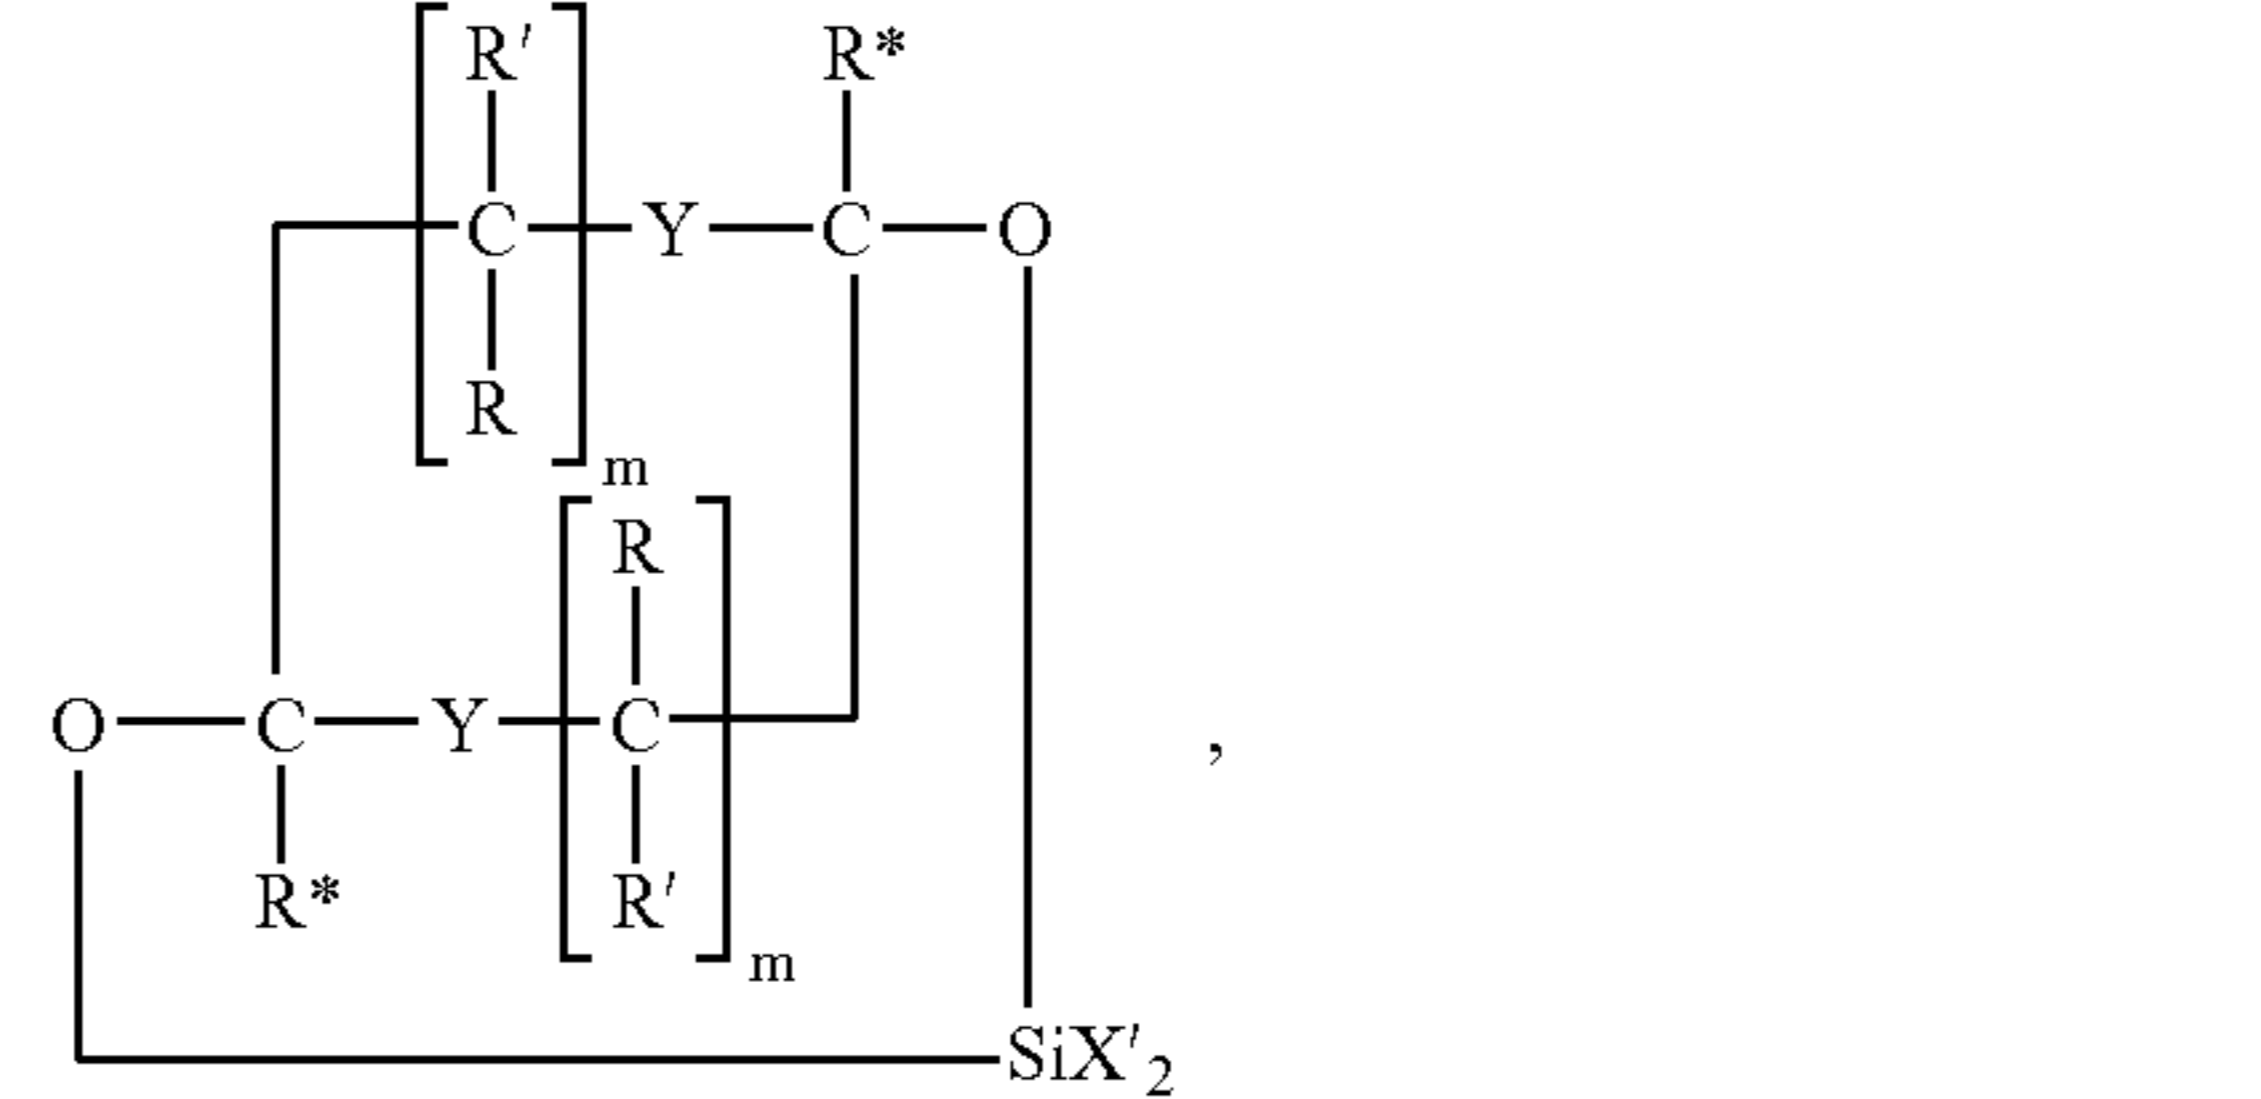 R′ R*
C Y C O
R
m
R
O C Y C
R* R′
m
SiX′2
,